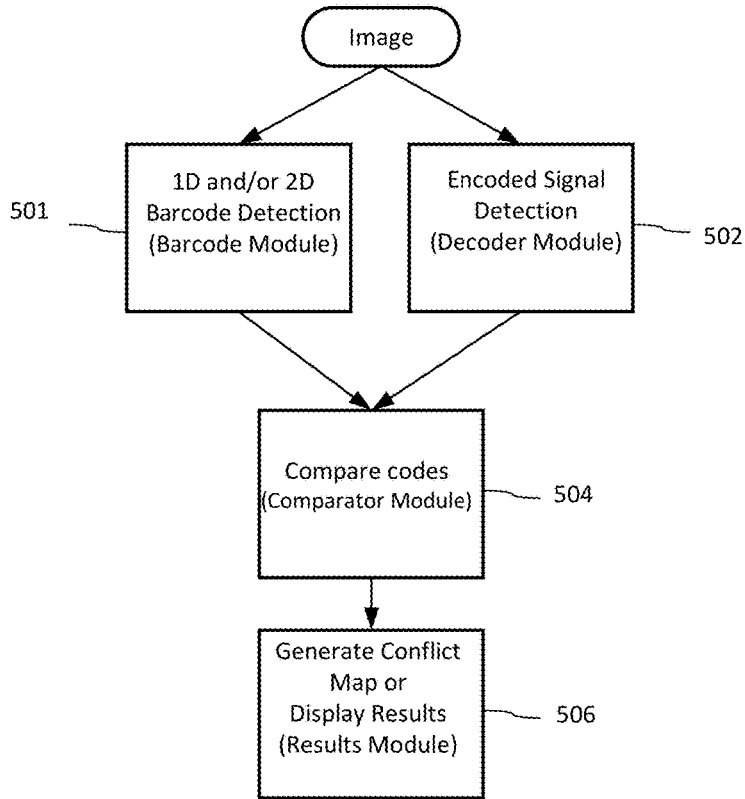 Image
1D and/or 2D
Barcode Detection
(Barcode Module)
501
Encoded Signal
Detection
(Decoder Module)
502
Compare codes
(Comparator Module)
504
Generate Conflict
Map or
Display Results
(Results Module)
506